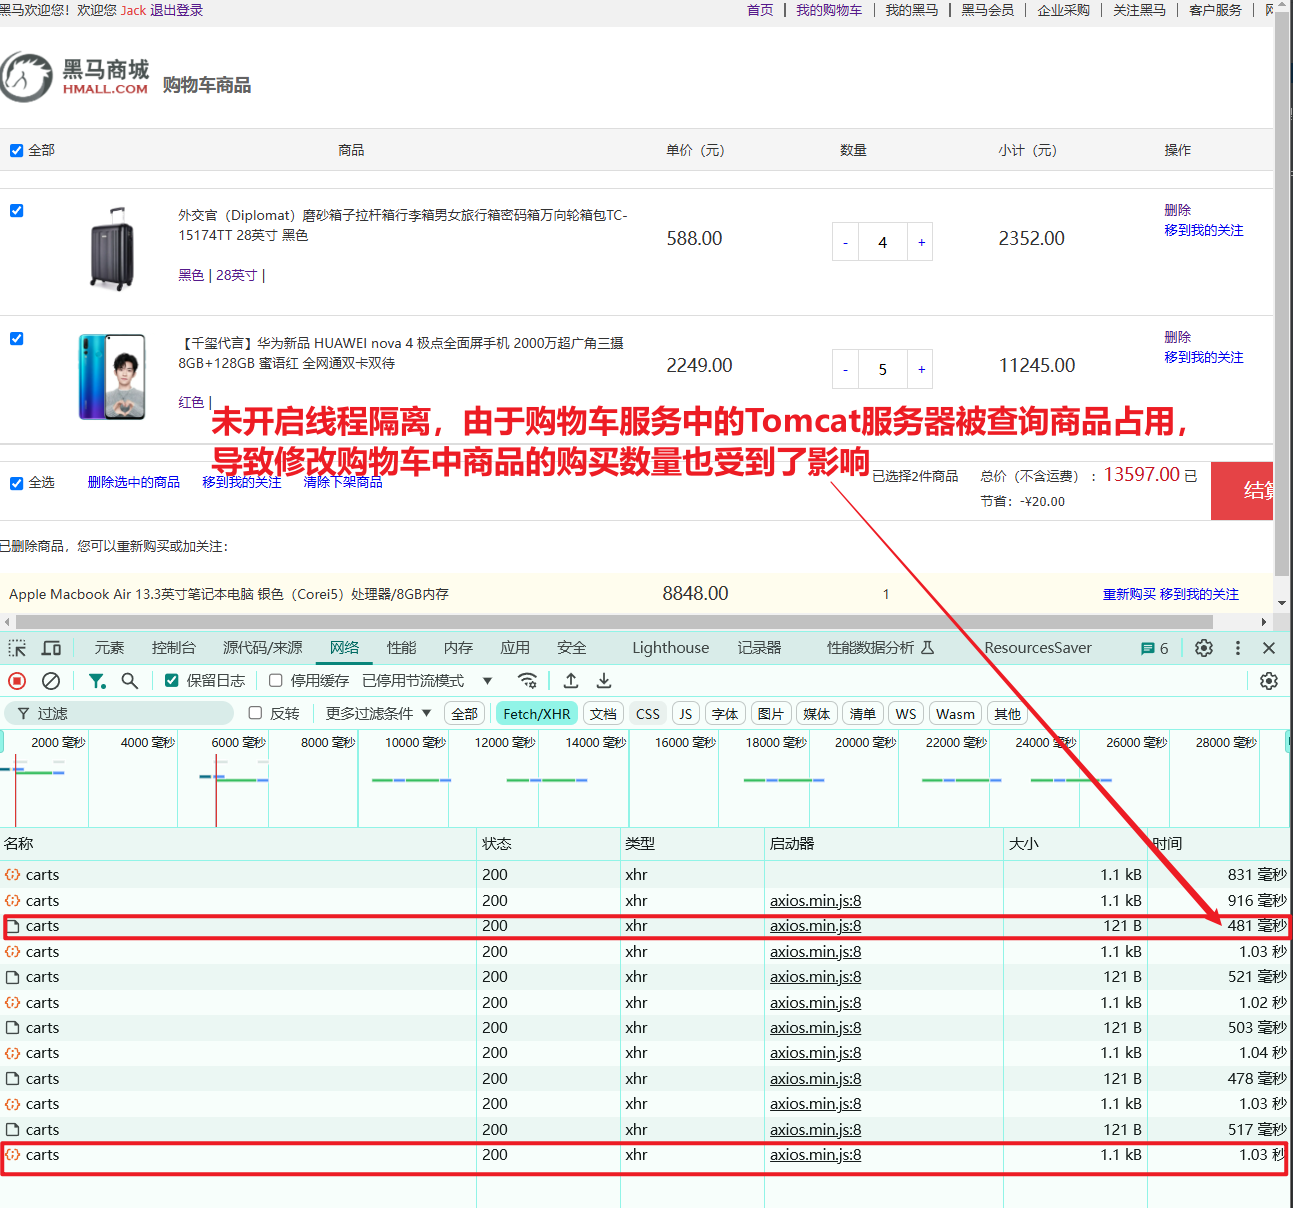 黑马欢迎您！欢迎您 Jack 退出登录
首页 | 我的购物车 | 我的黑马 | 黑马会员 | 企业采购 | 关注黑马 | 客户服务 |
黑马商城 购物车商品
HMALL.COM
全部 商品 单价（元） 数量 小计（元） 操作
外交官（Diplomat）磨砂箱子拉杆箱行李箱男女旅行箱密码箱万向轮箱包TC-
15174TT 28英寸 黑色
588.00 - 4 + 2352.00
删除
移到我的关注
黑色 | 28英寸 |
【千玺代言】华为新品 HUAWEI nova 4 极点全面屏手机 2000万超广角三摄
8GB+128GB 蜜语红 全网通双卡双待
2249.00 - 5 + 11245.00
删除
移到我的关注
红色 |
未开启线程隔离，由于购物车服务中的Tomcat服务器被查询商品占用，
导致修改购物车中商品的购买数量也受到了影响
全选 删除选中的商品 移到我的关注 清除下架商品 已选择2件商品 总价（不含运费） ： 13597.00 已
节省：-¥20.00
结算
已删除商品，您可以重新购买或加关注：
Apple Macbook Air 13.3英寸笔记本电脑 银色（Corei5）处理器/8GB内存 8848.00 1 重新购买 移到我的关注
元素 控制台 源代码/来源 网络 性能 内存 应用 安全 Lighthouse 记录器 性能数据分析 ResourcesSaver 6
保留日志 停用缓存 已停用节流模式
过滤 反转 更多过滤条件 全部 Fetch/XHR 文档 CSS JS 字体 图片 媒体 清单 WS Wasm 其他
2000 毫秒 4000 毫秒 6000 毫秒 8000 毫秒 10000 毫秒 12000 毫秒 14000 毫秒 16000 毫秒 18000 毫秒 20000 毫秒 22000 毫秒 24000 毫秒 26000 毫秒 28000 毫秒
名称 状态 类型 启动器 大小 时间
carts 200 xhr 1.1 kB 831 毫秒
carts 200 xhr axios.min.js:8 1.1 kB 916 毫秒
carts 200 xhr axios.min.js:8 121 B 481 毫秒
carts 200 xhr axios.min.js:8 1.1 kB 1.03 秒
carts 200 xhr axios.min.js:8 121 B 521 毫秒
carts 200 xhr axios.min.js:8 1.1 kB 1.02 秒
carts 200 xhr axios.min.js:8 121 B 503 毫秒
carts 200 xhr axios.min.js:8 1.1 kB 1.04 秒
carts 200 xhr axios.min.js:8 121 B 478 毫秒
carts 200 xhr axios.min.js:8 1.1 kB 1.03 秒
carts 200 xhr axios.min.js:8 121 B 517 毫秒
carts 200 xhr axios.min.js:8 1.1 kB 1.03 秒